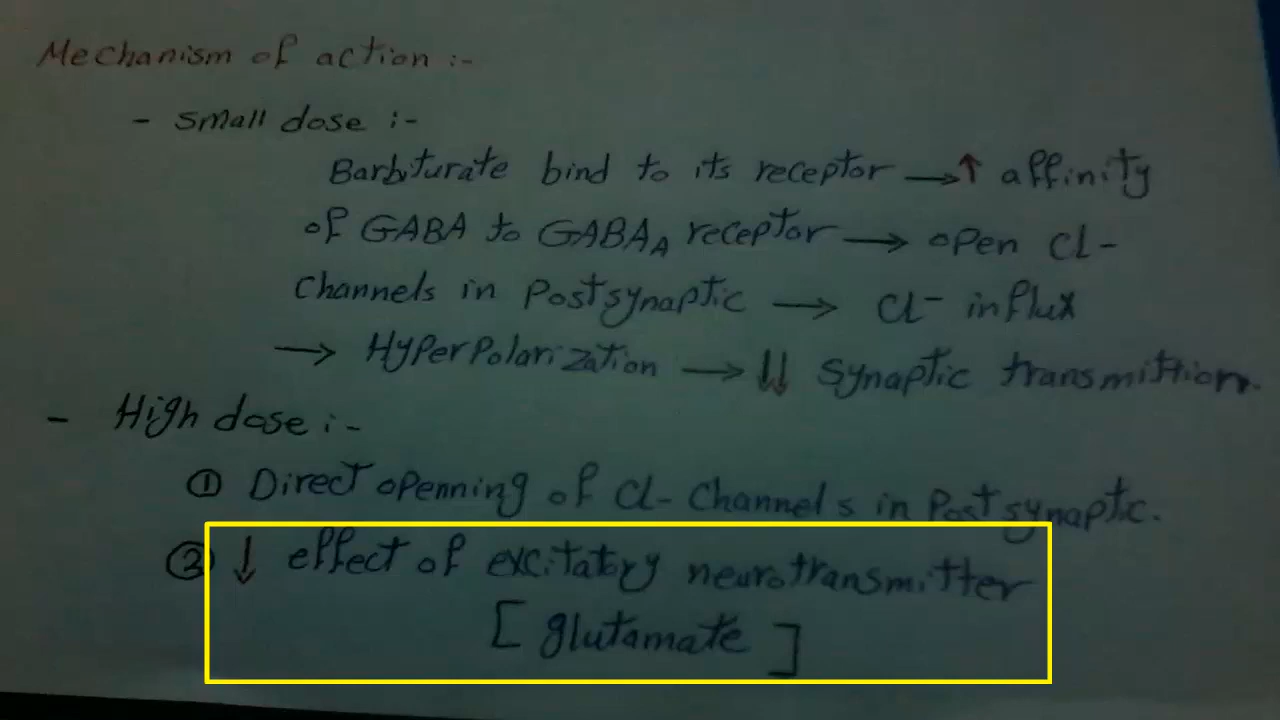 Mechanism of action :-
- small dose :-
Barbiturate bind to its receptor → ↑ affinity
of GABA to GABAA receptor → open Cl-
Channels in Postsynaptic → Cl- influx
→ HyperPolarization → ↓↓ synaptic transmittion.
- High dose :-
① Direct openning of Cl- Channels in Postsynaptic.
② ↓ effect of excitatory neurotransmitter
[glutamate]